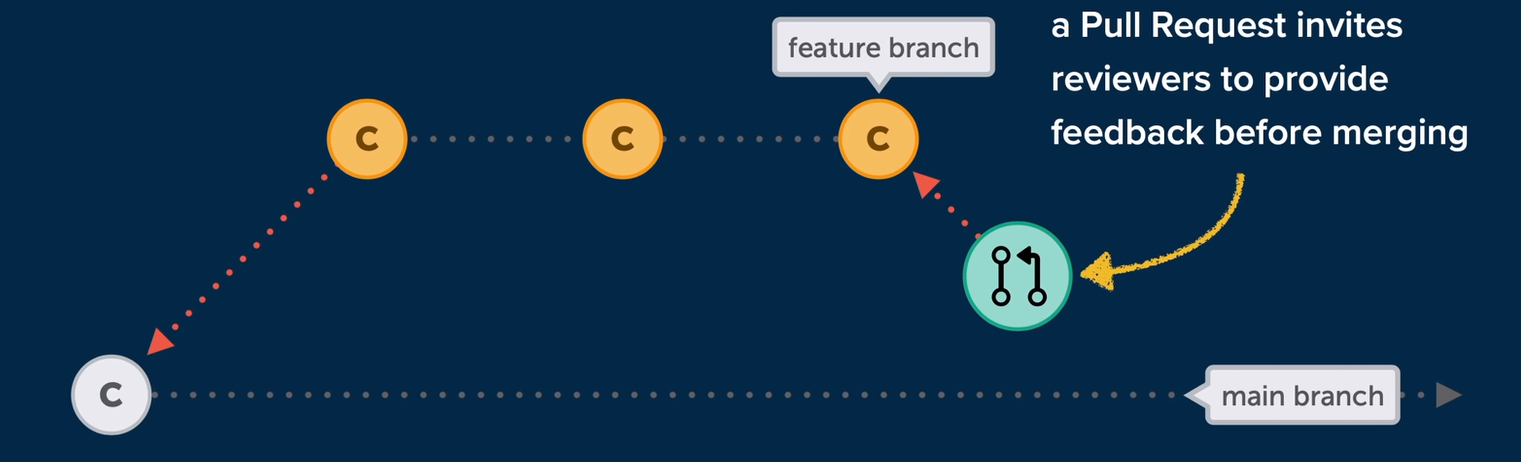 a Pull Request invites
reviewers to provide
feedback before merging
feature branch
C
C
C
C
main branch